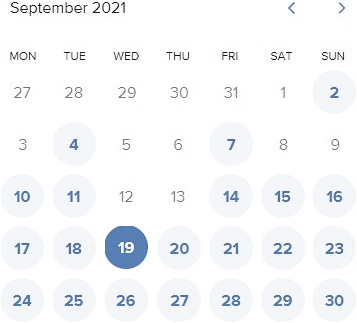 September 2021
MON TUE WED THU FRI SAT SUN
27 28 29 30 31 1 2
3 4 5 6 7 8 9
10 11 12 13 14 15 16
17 18 19 20 21 22 23
24 25 26 27 28 29 30